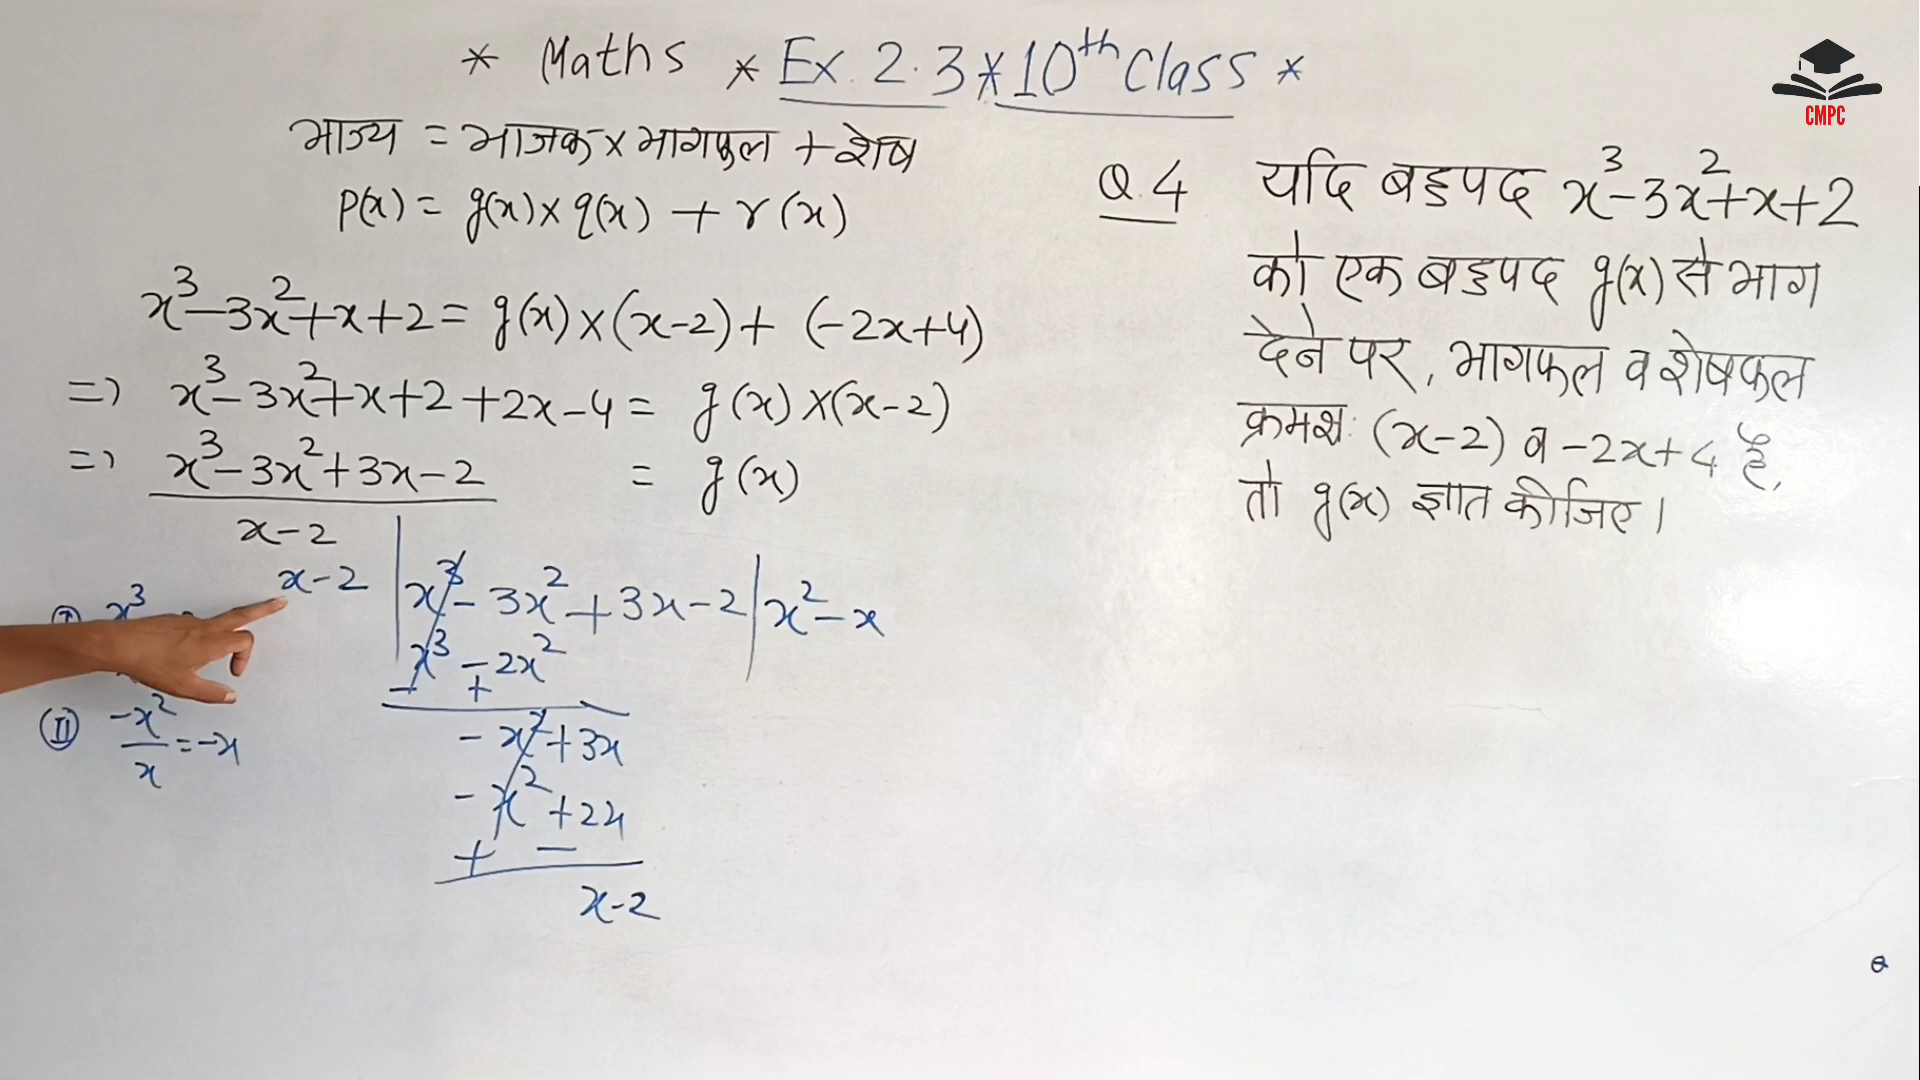 * Maths * Ex. 2.3 * 10th Class *
CMPC
भाज्य = भाजक × भागफल + शेष
p(x) = g(x) × q(x) + r(x)
x³-3x²+x+2 = g(x) × (x-2) + (-2x+4)
=> x³-3x²+x+2+2x-4 = g(x) × (x-2)
=> x³-3x²+3x-2 = g(x)
x-2
x-2 | x³-3x²+3x-2 | x²-x
x³-2x²
- +
-x²+3x
-x²+2x
+ -
x-2
I x³
II -x²
x = -x
Q.4 यदि बहुपद x³-3x²+x+2
को एक बहुपद g(x) से भाग
देने पर, भागफल व शेषफल
क्रमश: (x-2) व -2x+4 है,
तो g(x) ज्ञात कीजिए।